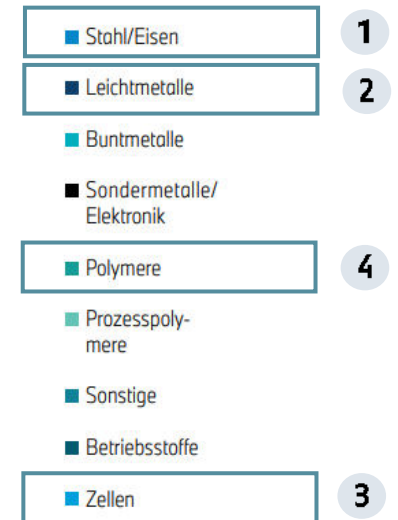 Stahl/Eisen 1
Leichtmetalle 2
Buntmetalle
Sondermetalle/
Elektronik
Polymere 4
Prozesspoly-
mere
Sonstige
Betriebsstoffe
Zellen 3